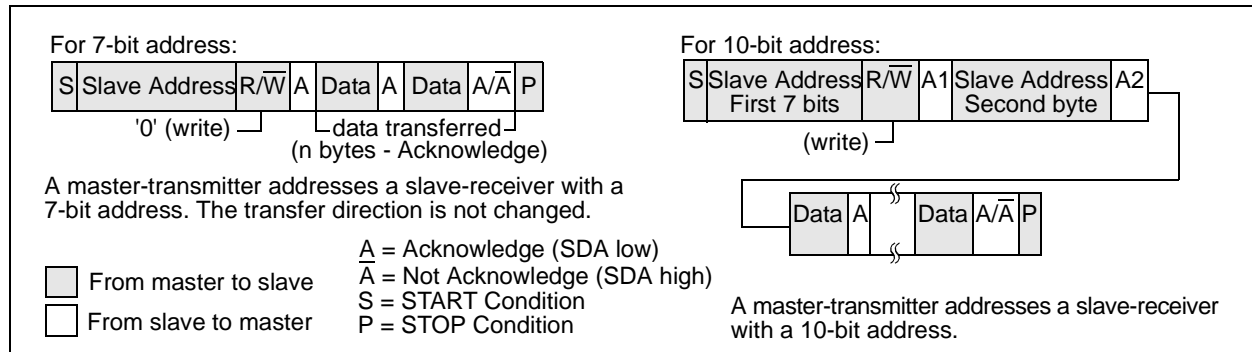 For 7-bit address:
S Slave Address R/W̅ A Data A Data A/A̅ P
'0' (write)
data transferred
(n bytes - Acknowledge)
A master-transmitter addresses a slave-receiver with a
7-bit address. The transfer direction is not changed.
From master to slave
From slave to master
A = Acknowledge (SDA low)
A̅ = Not Acknowledge (SDA high)
S = START Condition
P = STOP Condition
For 10-bit address:
S Slave Address First 7 bits R/W̅ A1 Slave Address Second byte A2
(write)
Data A Data A/A̅ P
A master-transmitter addresses a slave-receiver
with a 10-bit address.